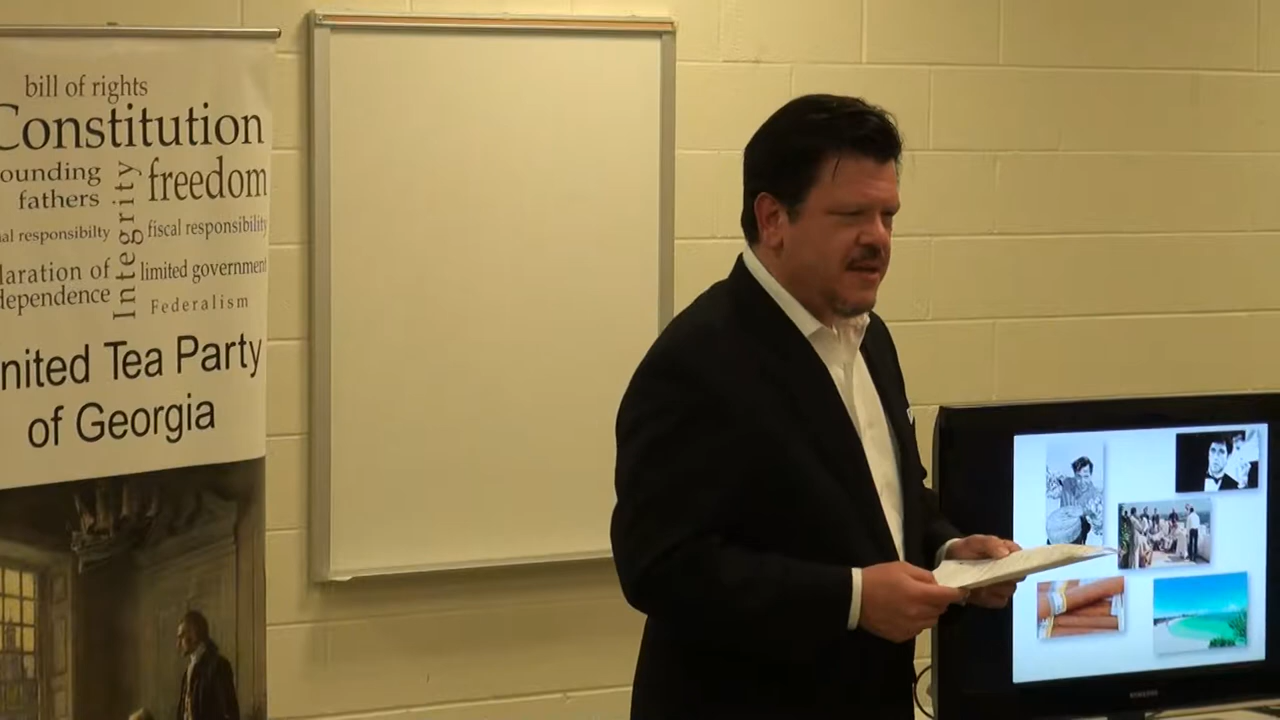 bill of rights
Constitution
ounding
fathers
Integrity
freedom
al responsibilty
fiscal responsibility
laration of
dependence
limited government
Federalism
nited Tea Party
of Georgia
SAMSUNG